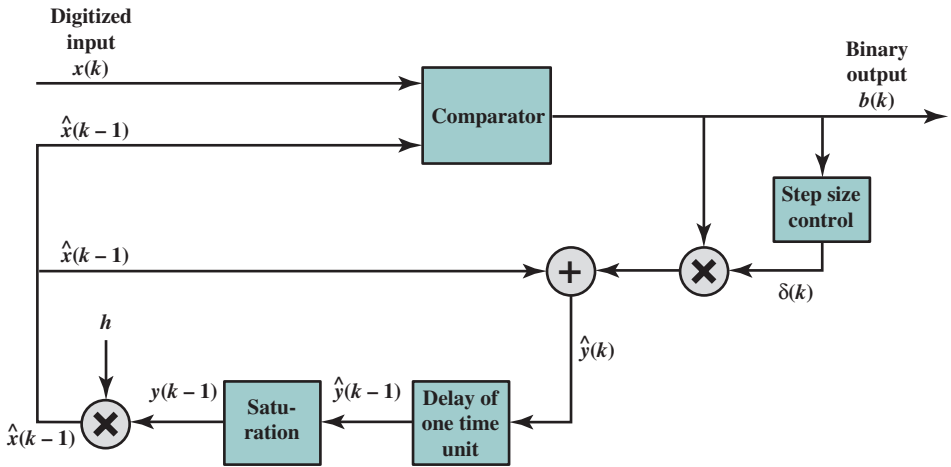 Digitized
input
x(k)
Binary
output
b(k)
Comparator
x̂(k – 1)
Step size
control
x̂(k – 1)
+
×
δ(k)
h
ŷ(k)
y(k – 1)
ŷ(k – 1)
Satu-
ration
Delay of
one time
unit
×
x̂(k – 1)